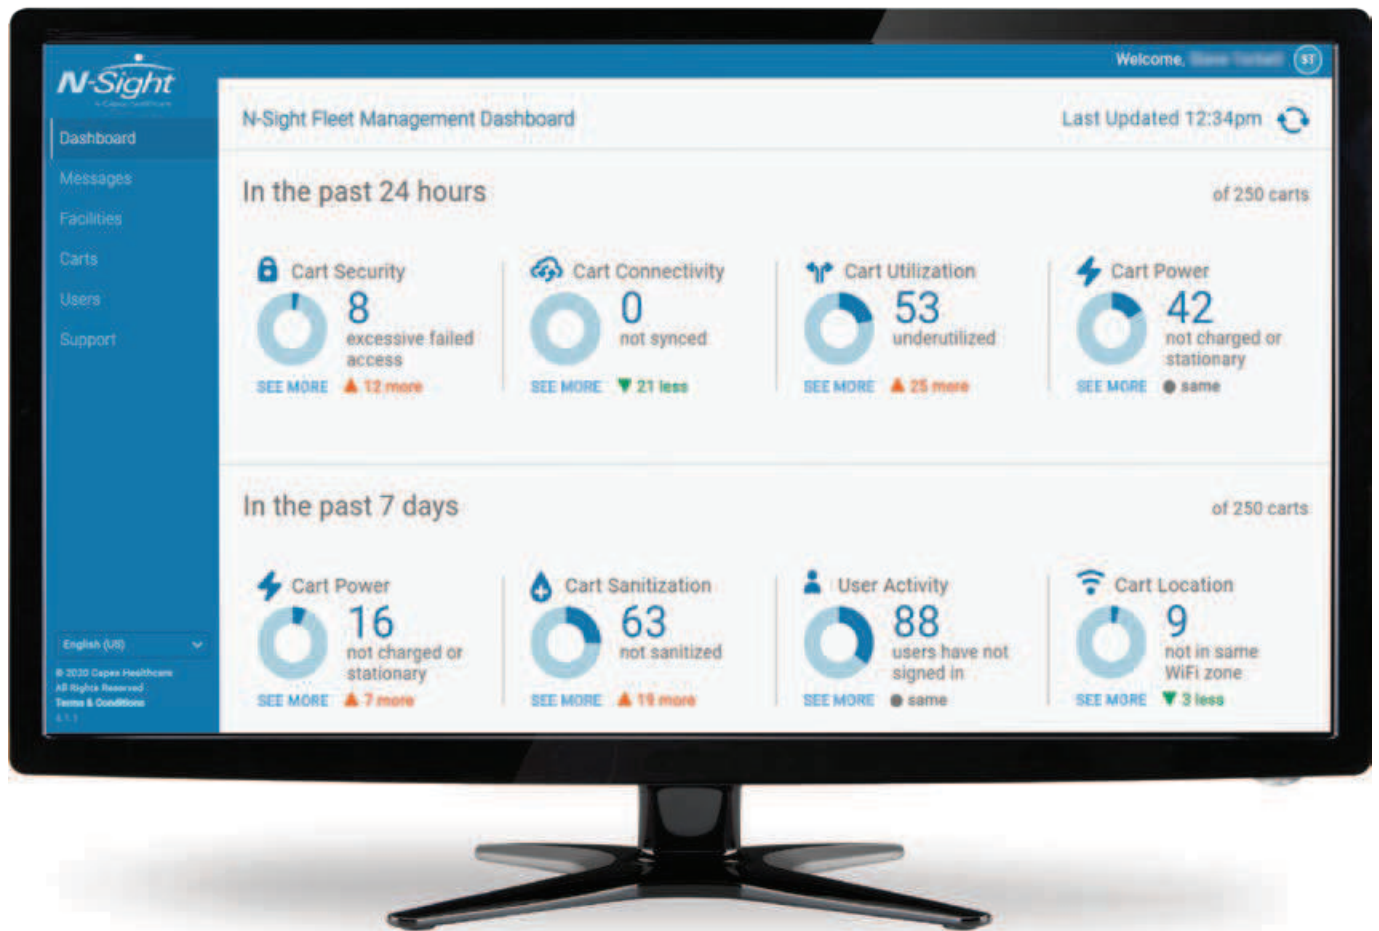 N-Sight
Welcome,
ST
N-Sight Fleet Management Dashboard
Last Updated 12:34pm
Dashboard
Messages
Facilities
Carts
Users
Support
In the past 24 hours
of 250 carts
Cart Security
8
excessive failed
access
SEE MORE ▲ 12 more
Cart Connectivity
0
not synced
SEE MORE ▼ 21 less
Cart Utilization
53
underutilized
SEE MORE ▲ 25 more
Cart Power
42
not charged or
stationary
SEE MORE ● same
In the past 7 days
of 250 carts
Cart Power
16
not charged or
stationary
SEE MORE ▲ 7 more
Cart Sanitization
63
not sanitized
SEE MORE ▲ 19 more
User Activity
88
users have not
signed in
SEE MORE ● same
Cart Location
9
not in same
WiFi zone
SEE MORE ▼ 3 less
English (US)
© 2020 Capsa Healthcare
All Rights Reserved
Terms & Conditions